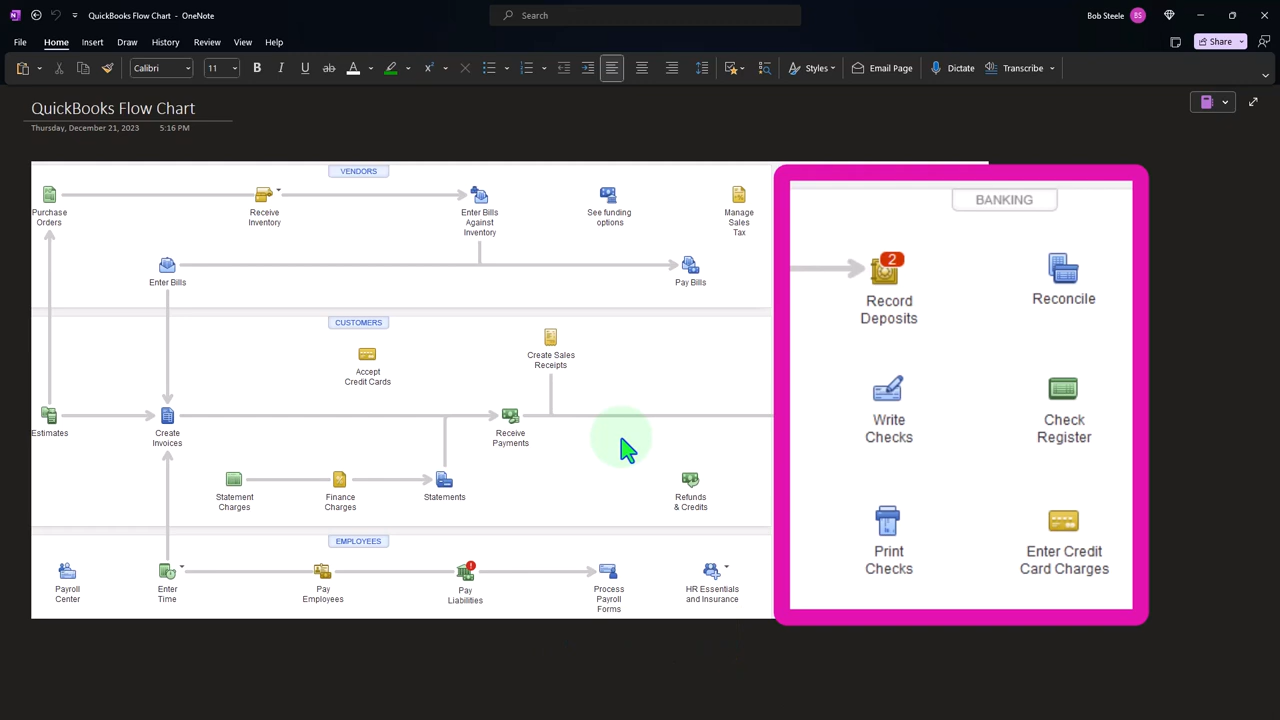 QuickBooks Flow Chart - OneNote
Search
Bob Steele
BS
File
Home
Insert
Draw
History
Review
View
Help
Share
Calibri
11
B
I
U
ab
A
Styles
Email Page
Dictate
Transcribe
QuickBooks Flow Chart
Thursday, December 21, 2023
5:16 PM
VENDORS
Purchase
Orders
Receive
Inventory
Enter Bills
Against
Inventory
See funding
options
Manage
Sales
Tax
Enter Bills
Pay Bills
CUSTOMERS
Accept
Credit Cards
Create Sales
Receipts
Estimates
Create
Invoices
Receive
Payments
Statement
Charges
Finance
Charges
Statements
Refunds
& Credits
EMPLOYEES
Payroll
Center
Enter
Time
Pay
Employees
Pay
Liabilities
Process
Payroll
Forms
HR Essentials
and Insurance
BANKING
2
Record
Deposits
Reconcile
Write
Checks
Check
Register
Print
Checks
Enter Credit
Card Charges